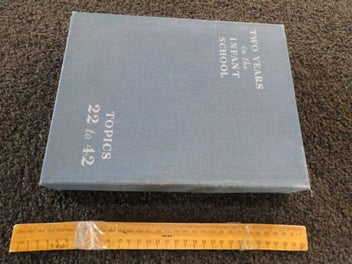 TWO YEARS
in the
INFANT
SCHOOL
TOPICS
22 to 42